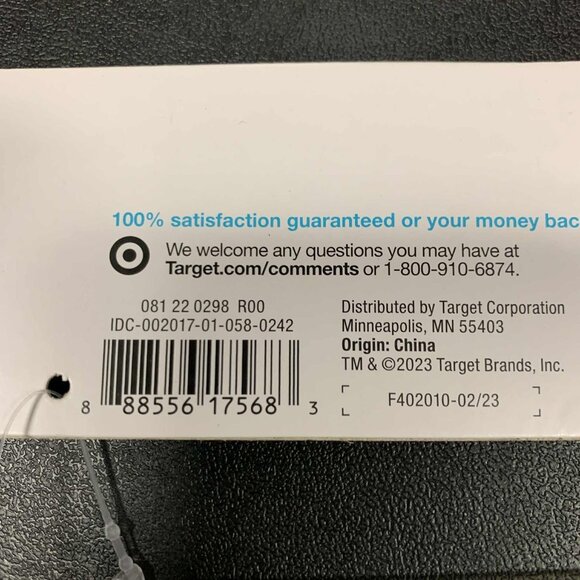 100% satisfaction guaranteed or your money bac
We welcome any questions you may have at
Target.com/comments or 1-800-910-6874.
081 22 0298 R00
IDC-002017-01-058-0242
8 88556 17568 3
Distributed by Target Corporation
Minneapolis, MN 55403
Origin: China
TM & ©2023 Target Brands, Inc.
F402010-02/23